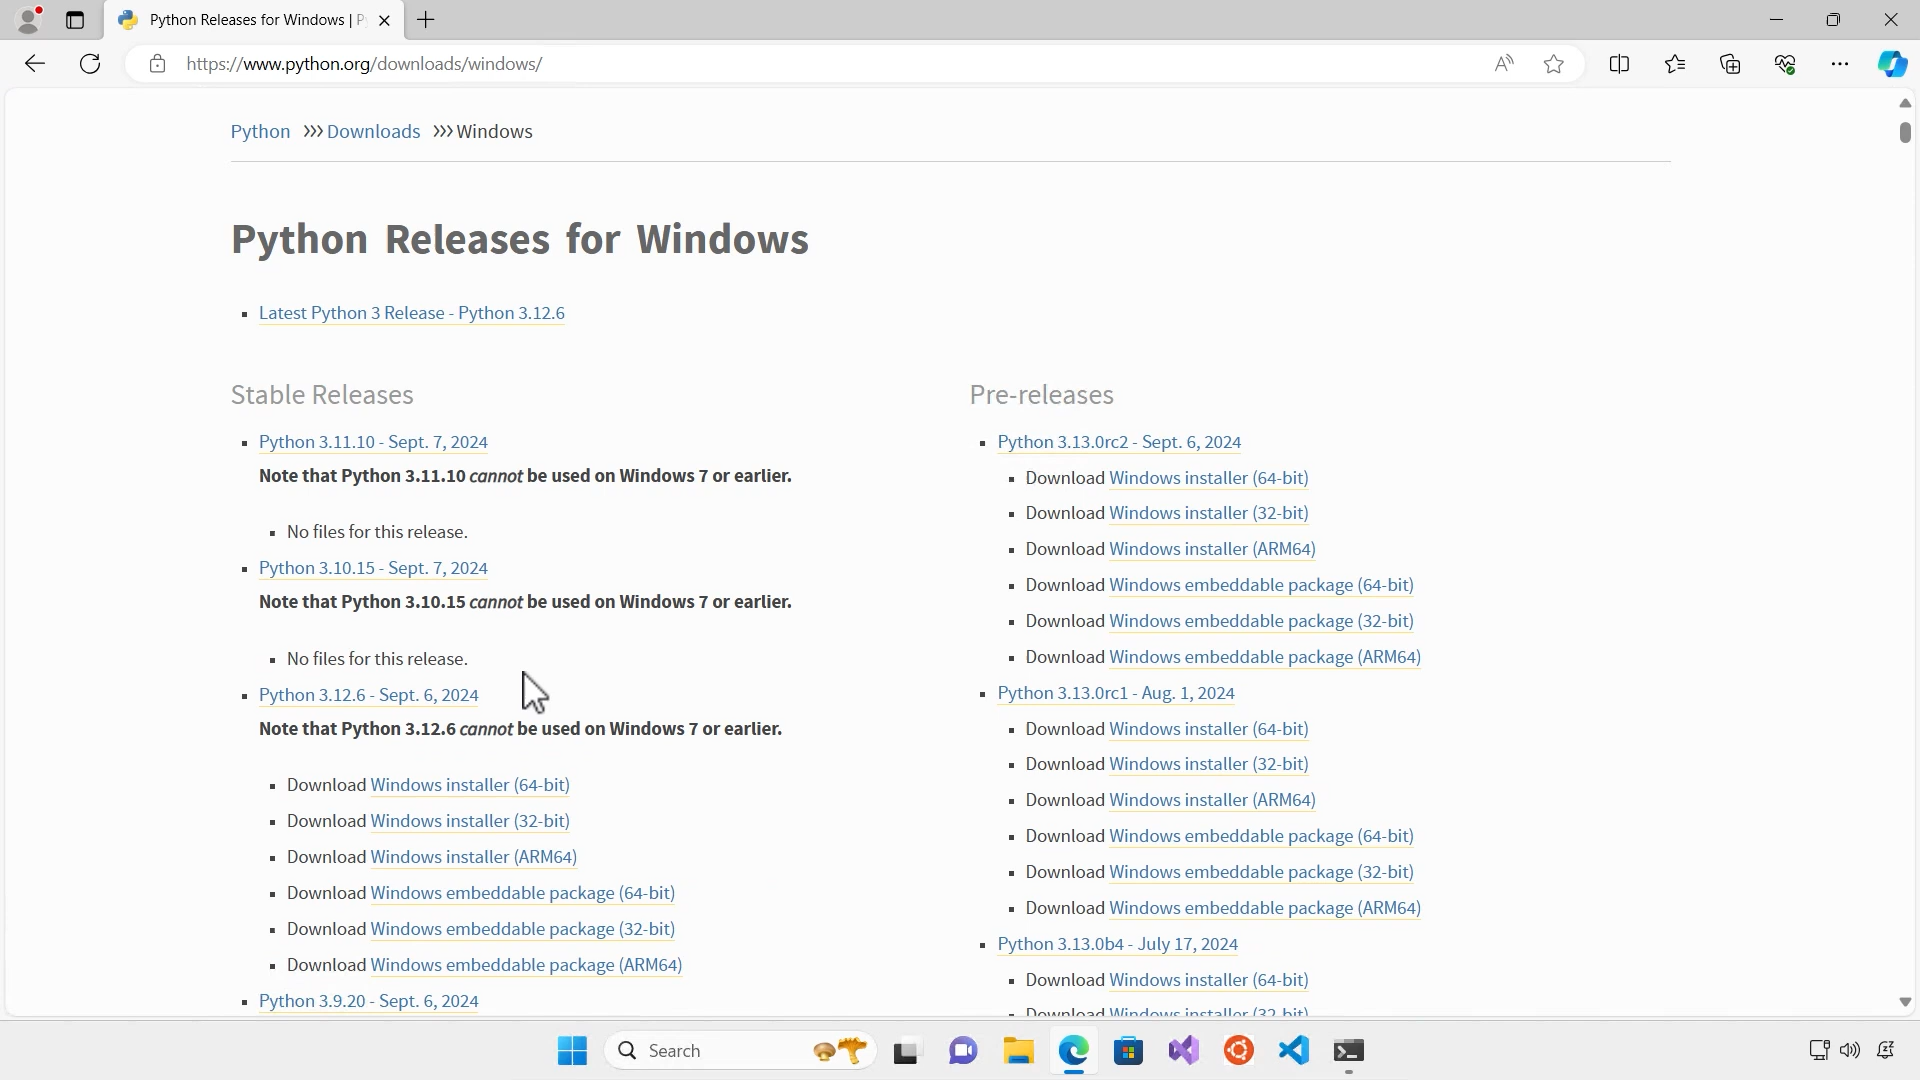 Python Releases for Windows | P
https://www.python.org/downloads/windows/
Python >>> Downloads >>> Windows
Python Releases for Windows
Latest Python 3 Release - Python 3.12.6
Stable Releases
Python 3.11.10 - Sept. 7, 2024
Note that Python 3.11.10 cannot be used on Windows 7 or earlier.
No files for this release.
Python 3.10.15 - Sept. 7, 2024
Note that Python 3.10.15 cannot be used on Windows 7 or earlier.
No files for this release.
Python 3.12.6 - Sept. 6, 2024
Note that Python 3.12.6 cannot be used on Windows 7 or earlier.
Download Windows installer (64-bit)
Download Windows installer (32-bit)
Download Windows installer (ARM64)
Download Windows embeddable package (64-bit)
Download Windows embeddable package (32-bit)
Download Windows embeddable package (ARM64)
Python 3.9.20 - Sept. 6, 2024
Pre-releases
Python 3.13.0rc2 - Sept. 6, 2024
Download Windows installer (64-bit)
Download Windows installer (32-bit)
Download Windows installer (ARM64)
Download Windows embeddable package (64-bit)
Download Windows embeddable package (32-bit)
Download Windows embeddable package (ARM64)
Python 3.13.0rc1 - Aug. 1, 2024
Download Windows installer (64-bit)
Download Windows installer (32-bit)
Download Windows installer (ARM64)
Download Windows embeddable package (64-bit)
Download Windows embeddable package (32-bit)
Download Windows embeddable package (ARM64)
Python 3.13.0b4 - July 17, 2024
Download Windows installer (64-bit)
Download Windows installer (32-bit)
Search